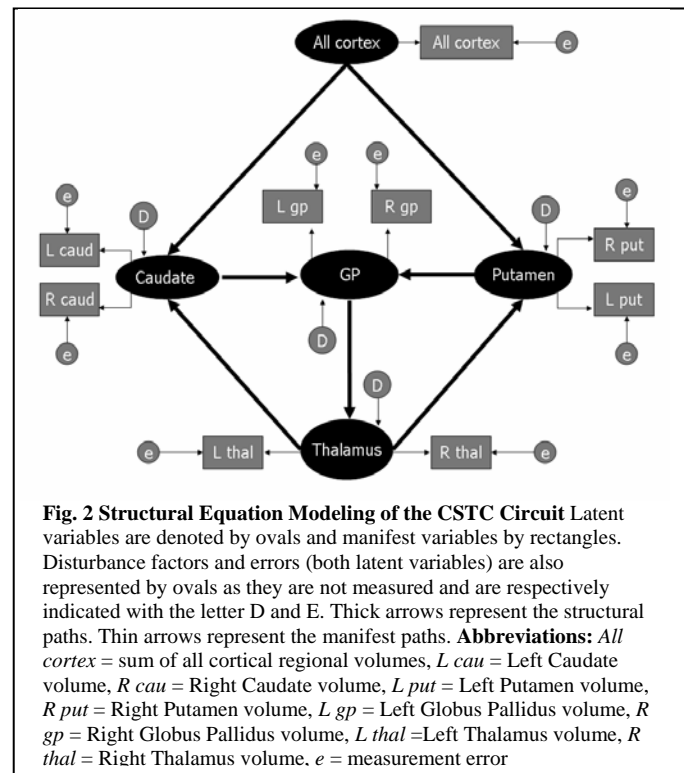 All cortex All cortex e
e e
e L gp R gp e
D D
L caud R put
Caudate GP Putamen
R caud L put
D
e e
D
e L thal Thalamus R thal e
Fig. 2 Structural Equation Modeling of the CSTC Circuit Latent
variables are denoted by ovals and manifest variables by rectangles.
Disturbance factors and errors (both latent variables) are also
represented by ovals as they are not measured and are respectively
indicated with the letter D and E. Thick arrows represent the structural
paths. Thin arrows represent the manifest paths. Abbreviations: All
cortex = sum of all cortical regional volumes, L cau = Left Caudate
volume, R cau = Right Caudate volume, L put = Left Putamen volume,
R put = Right Putamen volume, L gp = Left Globus Pallidus volume, R
gp = Right Globus Pallidus volume, L thal =Left Thalamus volume, R
thal = Right Thalamus volume, e = measurement error